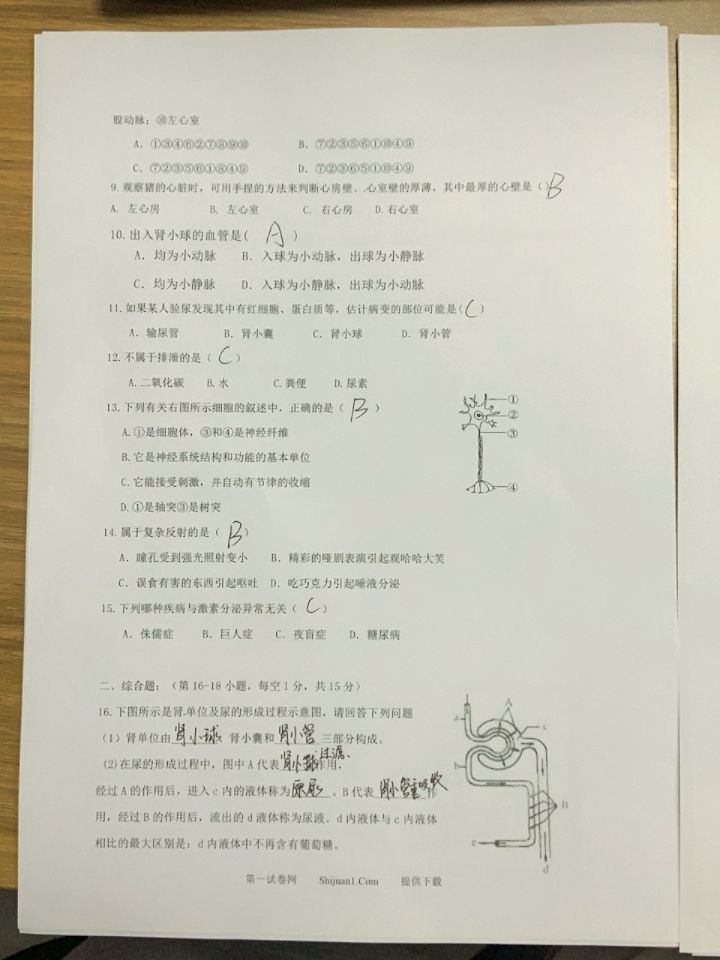 股动脉；⑩左心室
A. ①③④⑥②⑦⑧⑨⑩ B. ⑦②③⑤⑥①⑩④⑨
C. ⑦②③⑤⑥①⑧④⑨ D. ⑦②③⑥⑤①⑩④⑨
9. 观察猪的心脏时，可用手捏的方法来判断心房壁、心室壁的厚薄，其中最厚的心壁是（）B
A. 左心房 B. 左心室 C. 右心房 D.右心室
10. 出入肾小球的血管是( A )
A. 均为小动脉 B. 入球为小动脉，出球为小静脉
C. 均为小静脉 D. 入球为小静脉，出球为小动脉
11. 如果某人验尿发现其中有红细胞、蛋白质等，估计病变的部位可能是(C)
A. 输尿管 B. 肾小囊 C. 肾小球 D. 肾小管
12. 不属于排泄的是（ C ）
A.二氧化碳 B.水 C.粪便 D.尿素
13. 下列有关右图所示细胞的叙述中，正确的是（ B ）
A.①是细胞体，③和④是神经纤维
B.它是神经系统结构和功能的基本单位
C.它能接受刺激，并自动有节律的收缩
D.①是轴突③是树突
①
②
③
④
14. 属于复杂反射的是（ B ）
A. 瞳孔受到强光照射变小 B. 精彩的哑剧表演引起观哈哈大笑
C. 误食有害的东西引起呕吐 D. 吃巧克力引起唾液分泌
15. 下列哪种疾病与激素分泌异常无关（ C ）
A. 侏儒症 B. 巨人症 C. 夜盲症 D. 糖尿病
二、综合题：（第 16-18 小题，每空 1 分，共 15 分）
16. 下图所示是肾单位及尿的形成过程示意图，请回答下列问题
（1）肾单位由 肾小球、肾小囊和 肾小管 三部分构成。
（2）在尿的形成过程中，图中 A 代表 肾小球过滤 作用，
经过 A 的作用后，进入 c 内的液体称为 原尿 。B 代表 肾小管重吸收 作
用，经过 B 的作用后，流出的 d 液体称为尿液。d 内液体与 c 内液体
相比的最大区别是：d 内液体中不再含有葡萄糖。
A
a
c
b
B
e
d
第一试卷网 Shijuan1.Com 提供下载